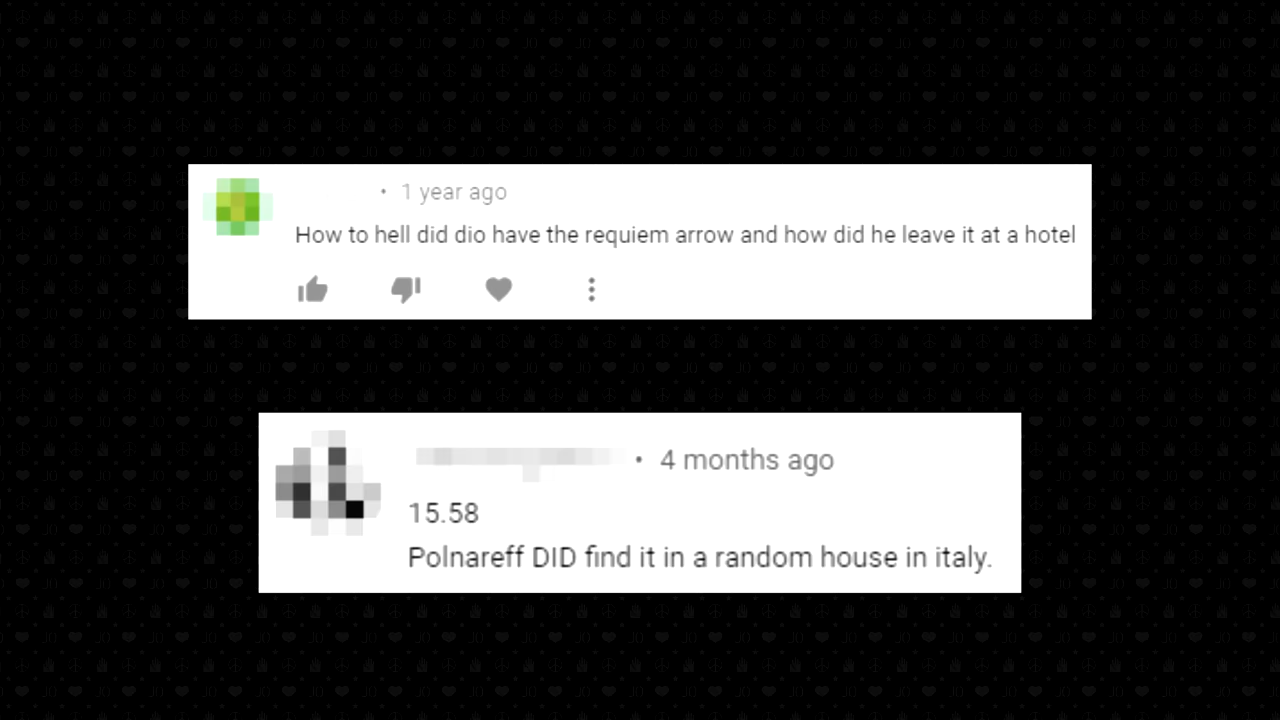 • 1 year ago
How to hell did dio have the requiem arrow and how did he leave it at a hotel
• 4 months ago
15.58
Polnareff DID find it in a random house in italy.